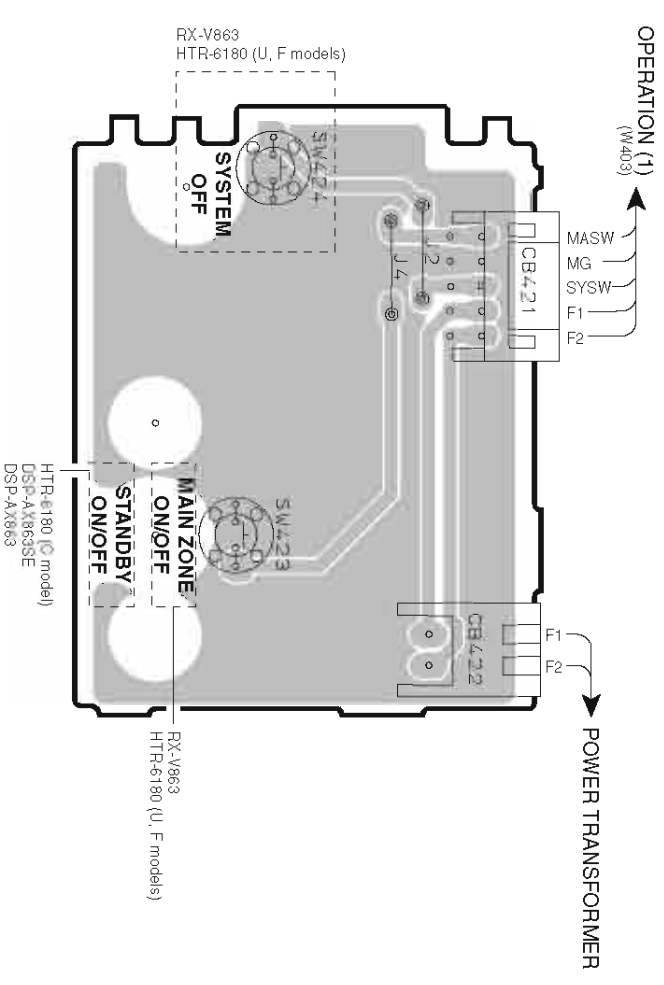 RX-V863
HTR-6180 (U, F models)
OPERATION (1)
(W403)
SYSTEM
OFF
SW424
MASW
MG
SYSW
F1
F2
CB421
J2
J4
HTR-6180 (C model)
DSP-AX863SE
DSP-AX863
STANDBY
ON/OFF
MAIN ZONE
ON/OFF
SW423
CB422
F1
F2
RX-V863
HTR-6180 (U, F models)
POWER TRANSFORMER